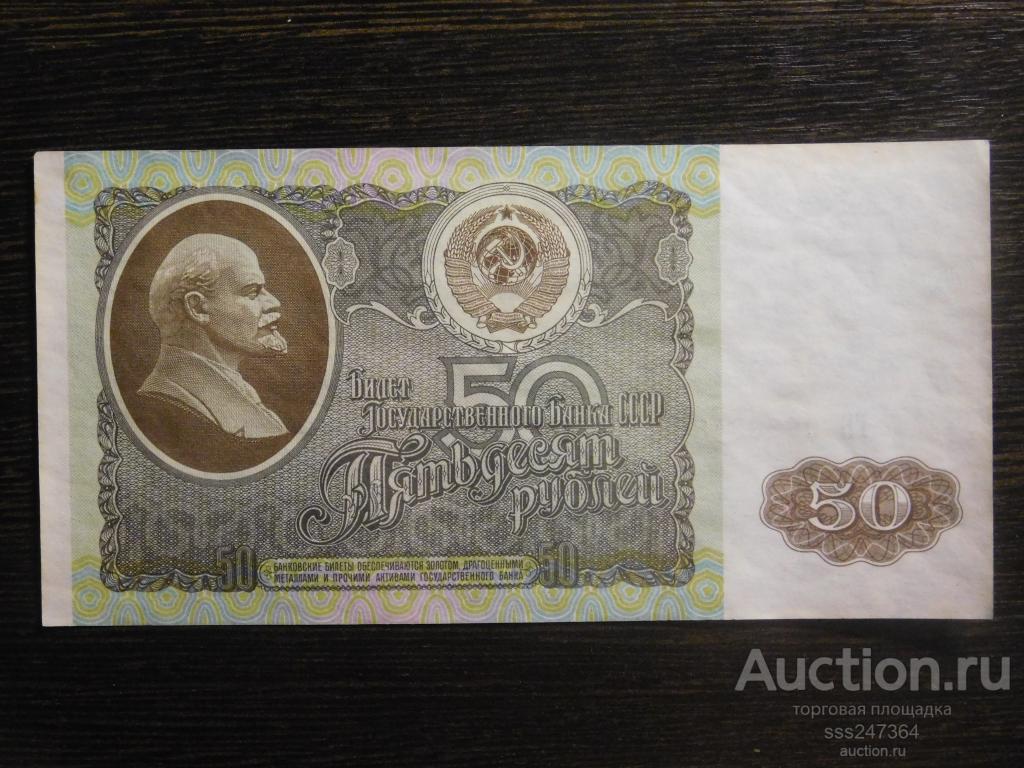 Билет
Государственного Банка СССР
50
Пятьдесят
рублей
50
50
50
БАНКОВСКИЕ БИЛЕТЫ ОБЕСПЕЧИВАЮТСЯ ЗОЛОТОМ, ДРАГОЦЕННЫМИ
МЕТАЛЛАМИ И ПРОЧИМИ АКТИВАМИ ГОСУДАРСТВЕННОГО БАНКА
Auction.ru
торговая площадка
sss247364
auction.ru